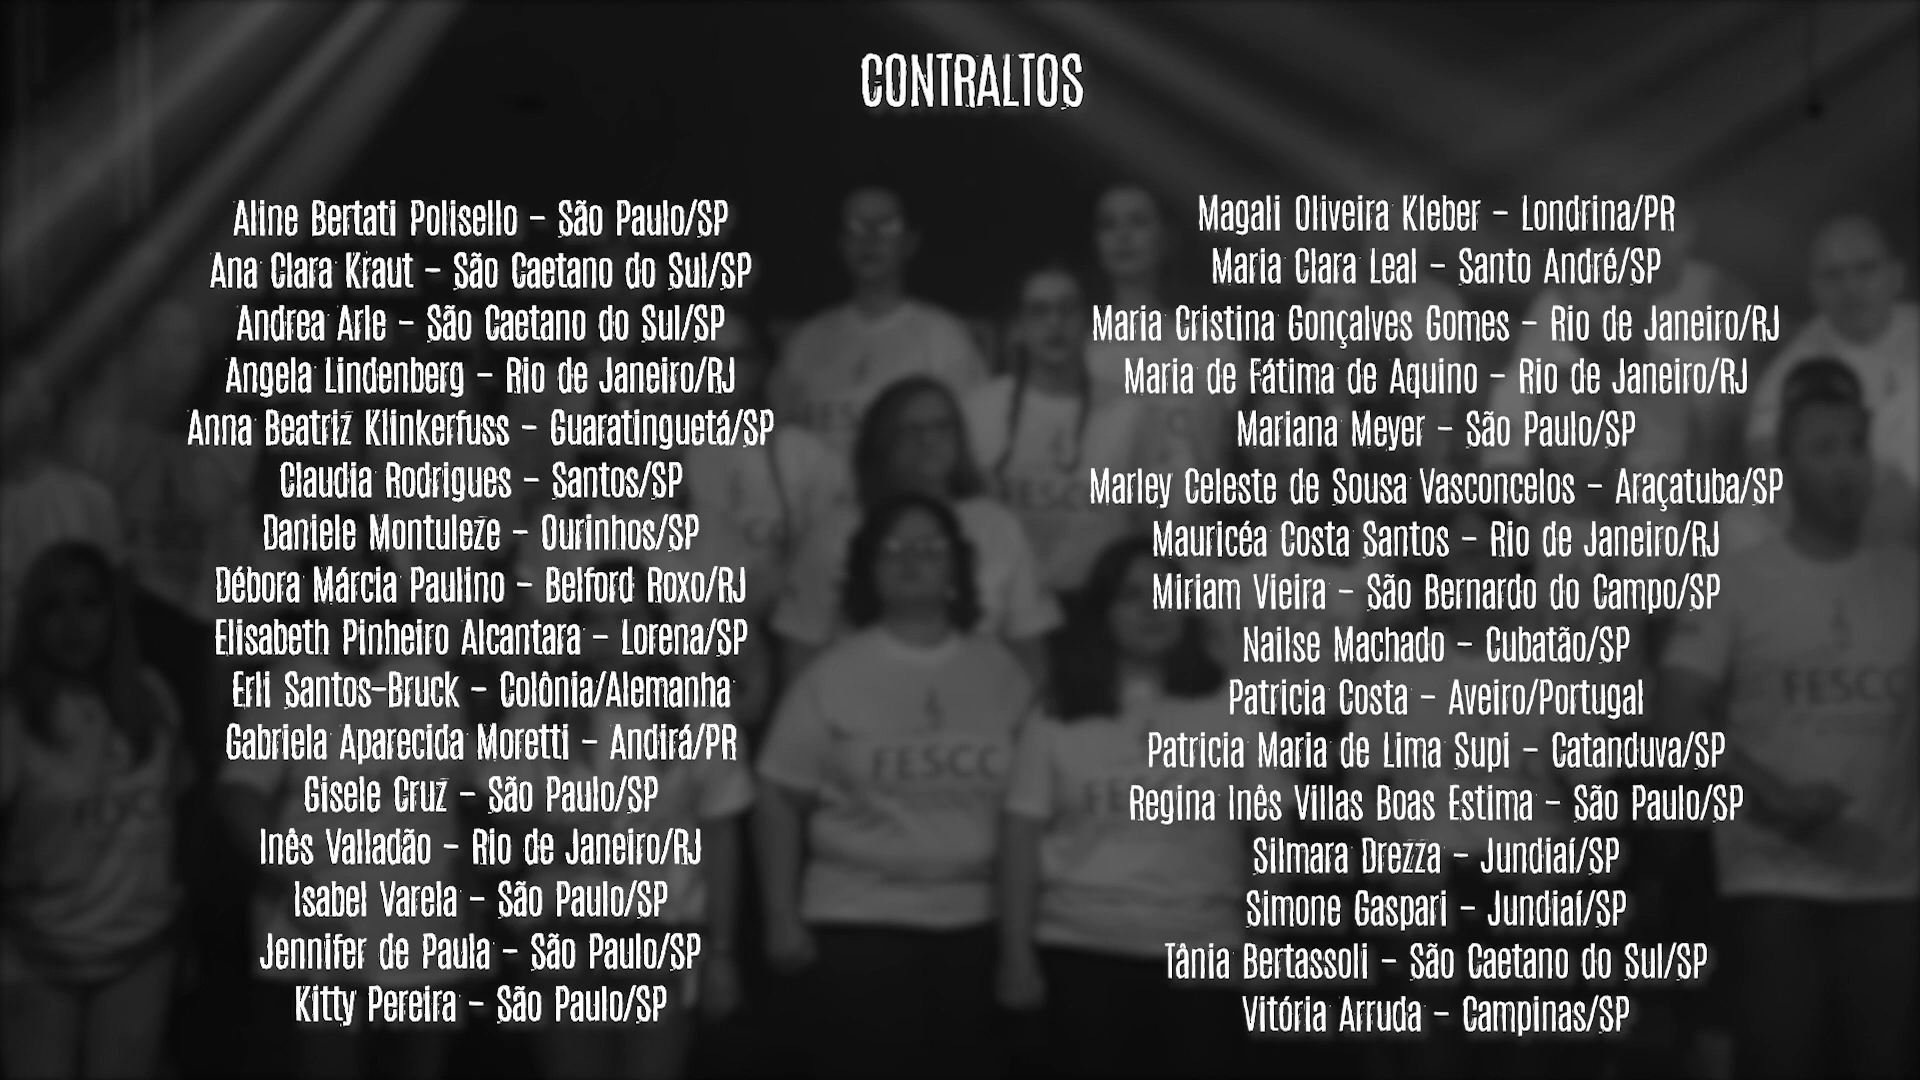 CONTRALTOS
Aline Bertati Polisello – São Paulo/SP
Ana Clara Kraut – São Caetano do Sul/SP
Andrea Arle – São Caetano do Sul/SP
Angela Lindenberg – Rio de Janeiro/RJ
Anna Beatriz Klinkerfuss – Guaratinguetá/SP
Claudia Rodrigues – Santos/SP
Daniele Montuleze – Ourinhos/SP
Débora Márcia Paulino – Belford Roxo/RJ
Elisabeth Pinheiro Alcantara – Lorena/SP
Erli Santos-Bruck – Colônia/Alemanha
Gabriela Aparecida Moretti – Andirá/PR
Gisele Cruz – São Paulo/SP
Inês Valladão – Rio de Janeiro/RJ
Isabel Varela – São Paulo/SP
Jennifer de Paula – São Paulo/SP
Kitty Pereira – São Paulo/SP
Magali Oliveira Kleber – Londrina/PR
Maria Clara Leal – Santo André/SP
Maria Cristina Gonçalves Gomes – Rio de Janeiro/RJ
Maria de Fátima de Aquino – Rio de Janeiro/RJ
Mariana Meyer – São Paulo/SP
Marley Celeste de Sousa Vasconcelos – Araçatuba/SP
Mauricéa Costa Santos – Rio de Janeiro/RJ
Miriam Vieira – São Bernardo do Campo/SP
Nailse Machado – Cubatão/SP
Patricia Costa – Aveiro/Portugal
Patricia Maria de Lima Supi – Catanduva/SP
Regina Inês Villas Boas Estima – São Paulo/SP
Silmara Drezza – Jundiaí/SP
Simone Gaspari – Jundiaí/SP
Tânia Bertassoli – São Caetano do Sul/SP
Vitória Arruda – Campinas/SP
FESCC